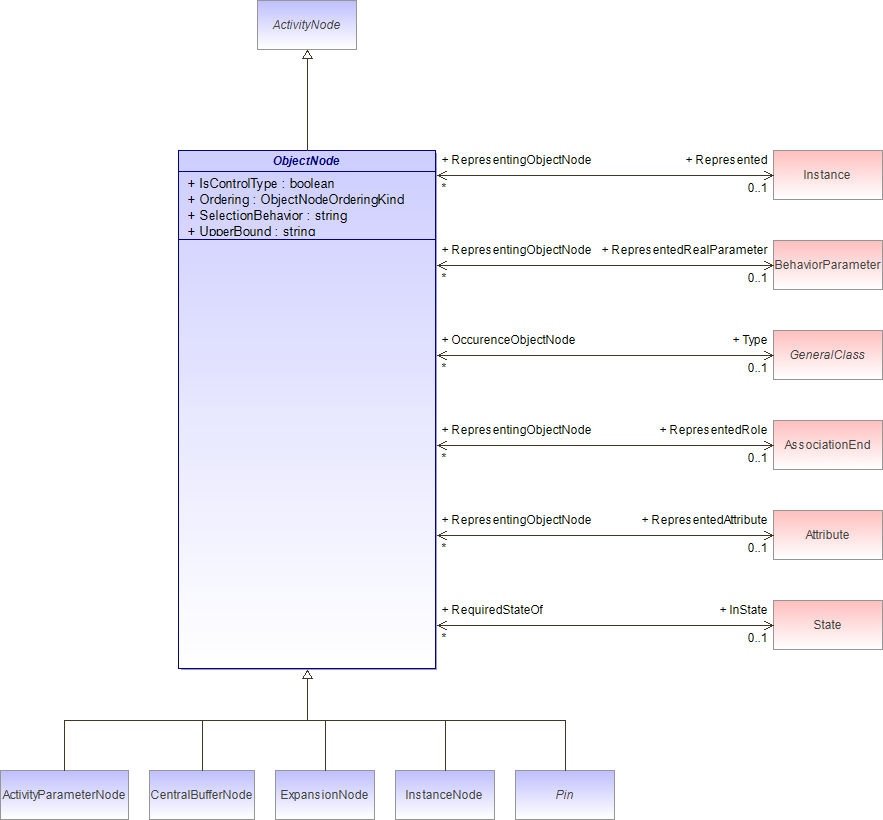 ActivityNode
ObjectNode
+ IsControlType : boolean
+ Ordering : ObjectNodeOrderingKind
+ SelectionBehavior : string
+ UpperBound : string
+ RepresentingObjectNode + Represented
* 0..1
Instance
+ RepresentingObjectNode + RepresentedRealParameter
* 0..1
BehaviorParameter
+ OccurenceObjectNode + Type
* 0..1
GeneralClass
+ RepresentingObjectNode + RepresentedRole
* 0..1
AssociationEnd
+ RepresentingObjectNode + RepresentedAttribute
* 0..1
Attribute
+ RequiredStateOf + InState
* 0..1
State
ActivityParameterNode CentralBufferNode ExpansionNode InstanceNode Pin